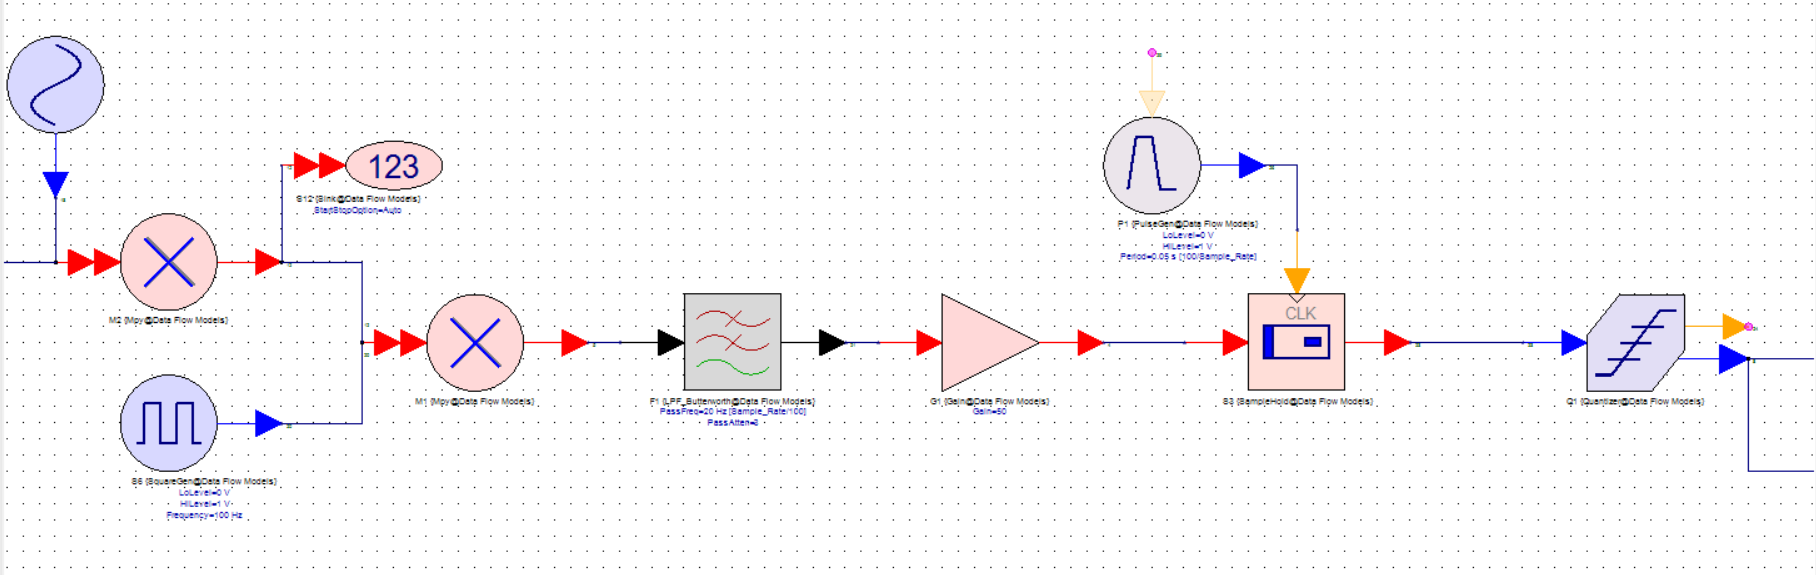 123
S12 {Sink@Data Flow Models}
StartStopOption=Auto
P1 {PulseGen@Data Flow Models}
LoLevel=0 V
HiLevel=1 V
Period=0.05 s [100/Sample_Rate]
M2 {Mpy@Data Flow Models}
CLK
M1 {Mpy@Data Flow Models}
F1 {LPF_Butterworth@Data Flow Models}
PassFreq=20 Hz [Sample_Rate/100]
PassAtten=3
G1 {Gain@Data Flow Models}
Gain=50
S3 {SampleHold@Data Flow Models}
Q1 {Quantizer@Data Flow Models}
S6 {SquareGen@Data Flow Models}
LoLevel=0 V
HiLevel=1 V
Frequency=100 Hz